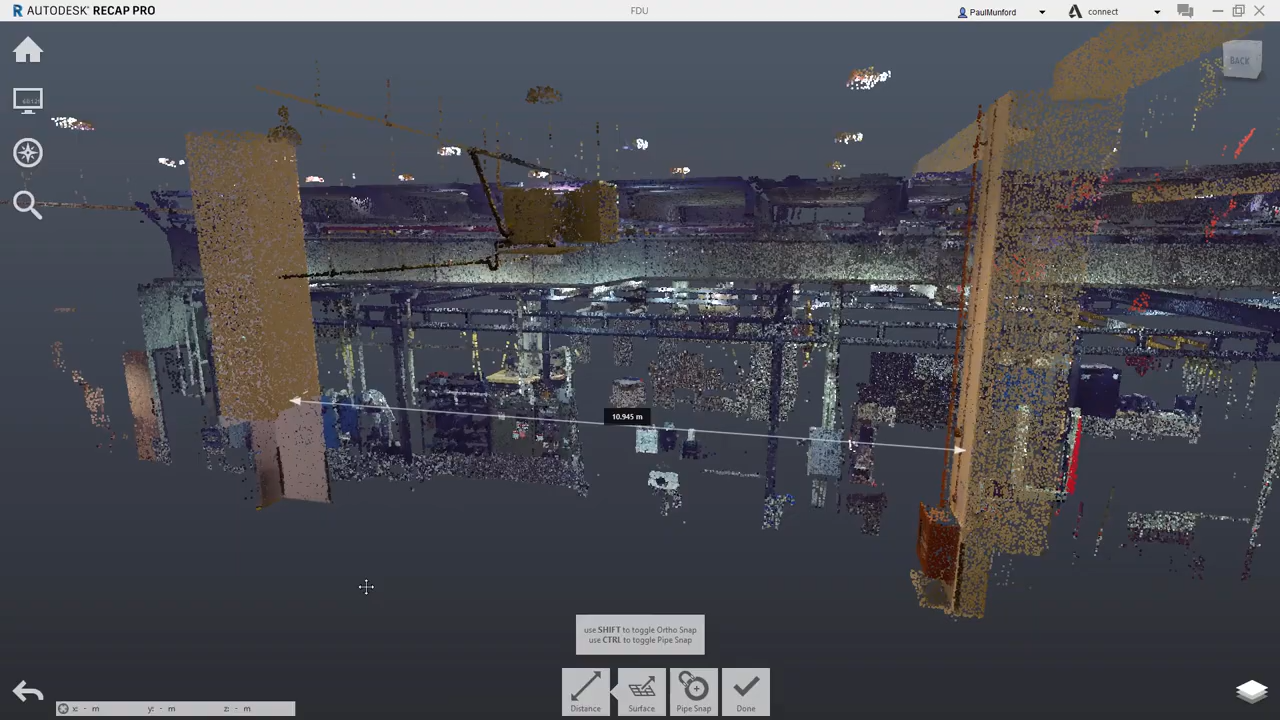 R AUTODESK® RECAP PRO
FDU
PaulMunford
connect
BACK
10.945 m
use SHIFT to toggle Ortho Snap
use CTRL to toggle Pipe Snap
Distance
Surface
Pipe Snap
Done
x: - m y: - m z: - m